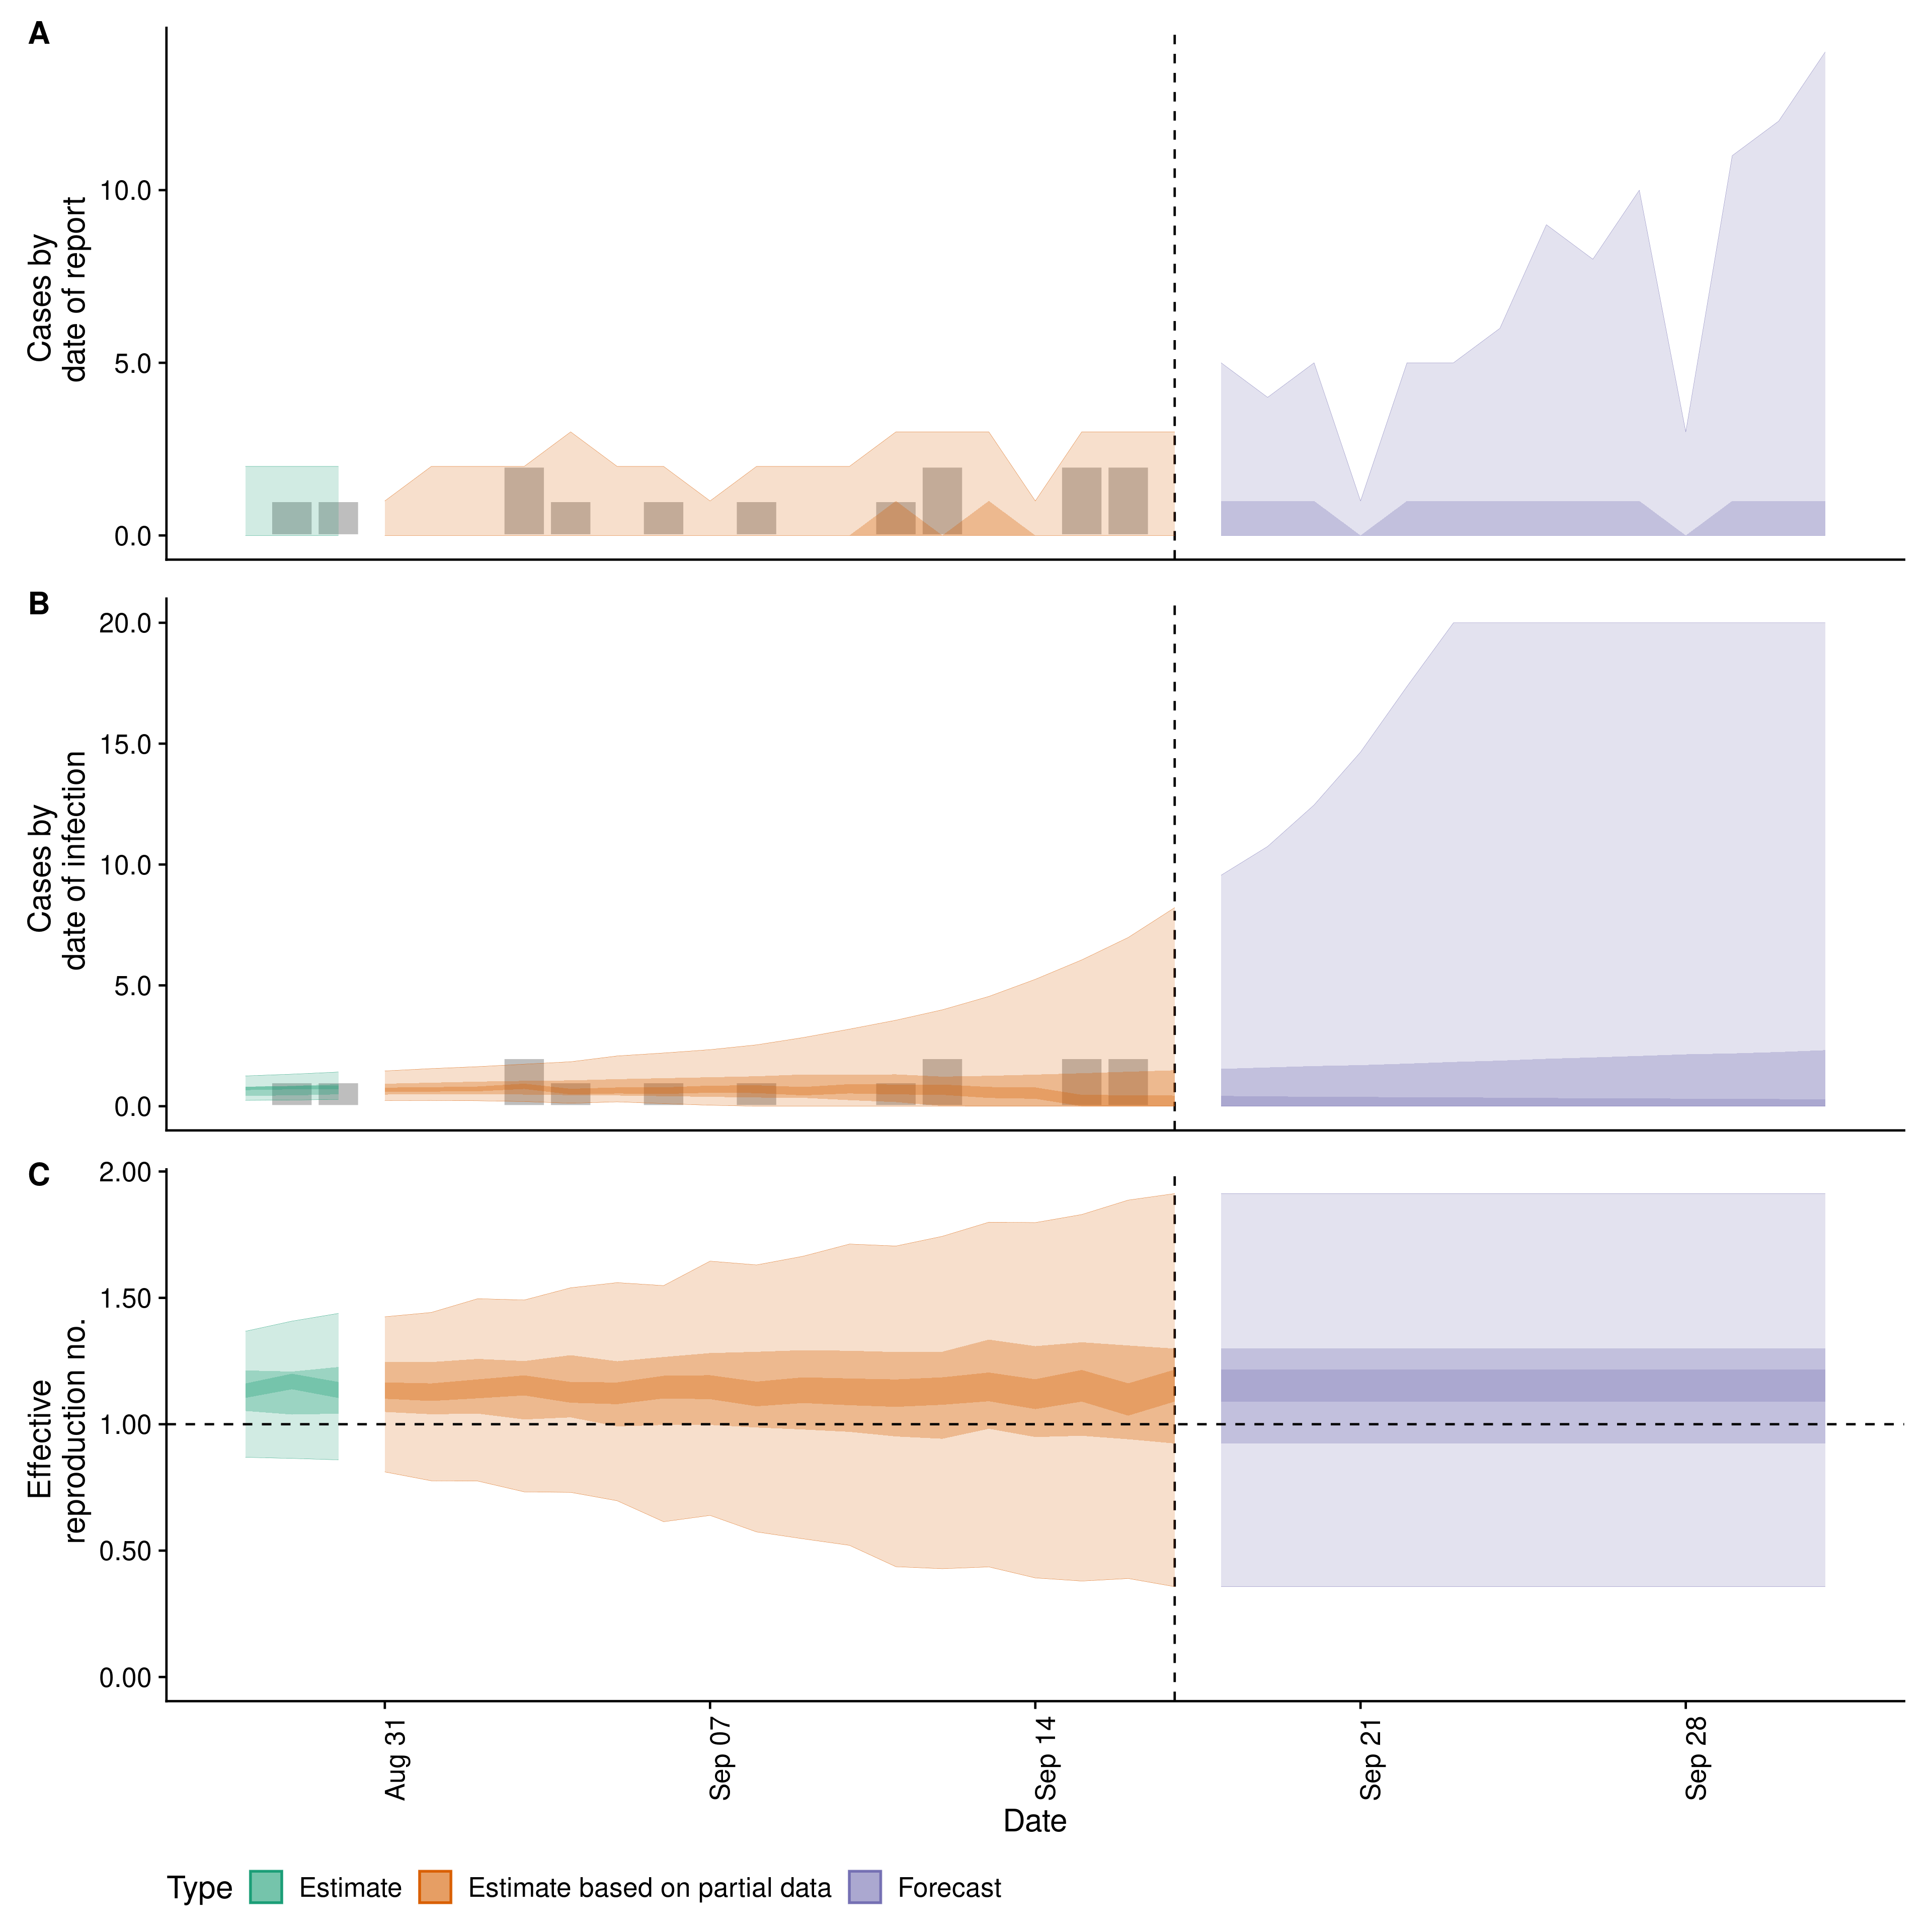 A
Cases by
date of report
10.0
5.0
0.0
B
Cases by
date of infection
20.0
15.0
10.0
5.0
0.0
C
Effective
reproduction no.
2.00
1.50
1.00
0.50
0.00
Aug 31
Sep 07
Sep 14
Sep 21
Sep 28
Date
Type Estimate Estimate based on partial data Forecast